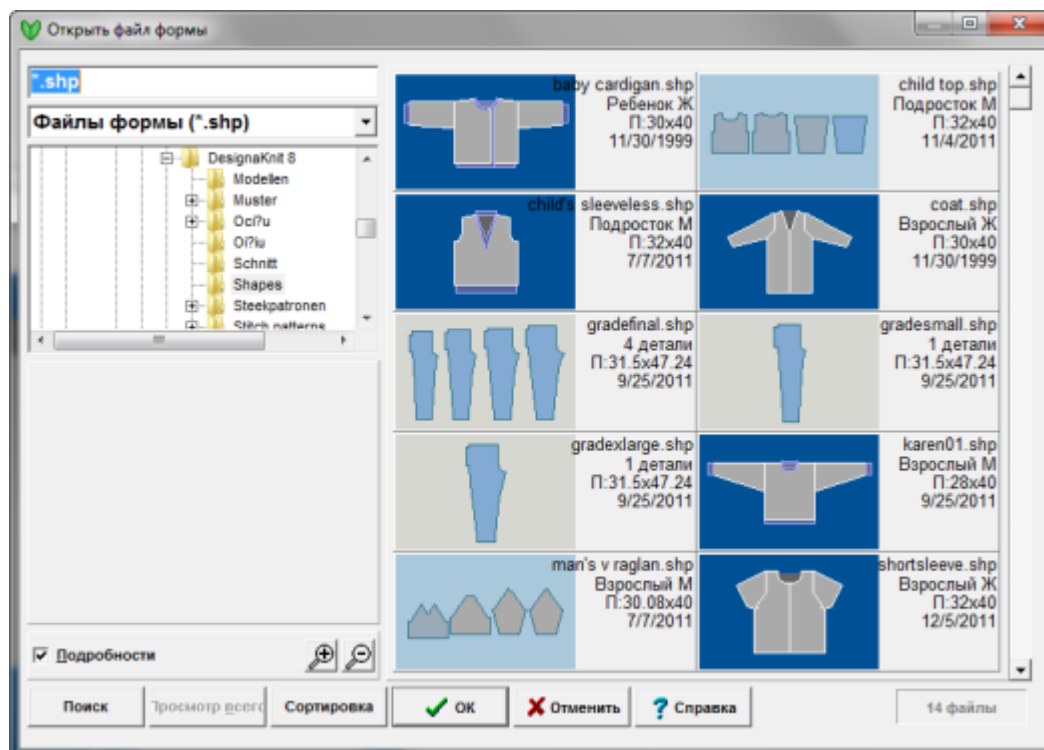 Открыть файл формы
*.shp
Файлы формы (*.shp)
DesignaKnit 8
Modellen
Muster
Oci?u
Oi?iu
Schnitt
Shapes
Steekpatronen
Stitch patterns
baby cardigan.shp
Ребенок Ж
П:30x40
11/30/1999
child top.shp
Подросток М
П:32x40
11/4/2011
child's sleeveless.shp
Подросток М
П:32x40
7/7/2011
coat.shp
Взрослый Ж
П:30x40
11/30/1999
gradefinal.shp
4 детали
П:31.5x47.24
9/25/2011
gradesmall.shp
1 детали
П:31.5x47.24
9/25/2011
gradexlarge.shp
1 детали
П:31.5x47.24
9/25/2011
karen01.shp
Взрослый М
П:28x40
9/25/2011
man's v raglan.shp
Взрослый М
П:30.08x40
7/7/2011
shortsleeve.shp
Взрослый Ж
П:32x40
12/5/2011
Подробности
Поиск
Просмотр всего
Сортировка
ОК
Отменить
Справка
14 файлы